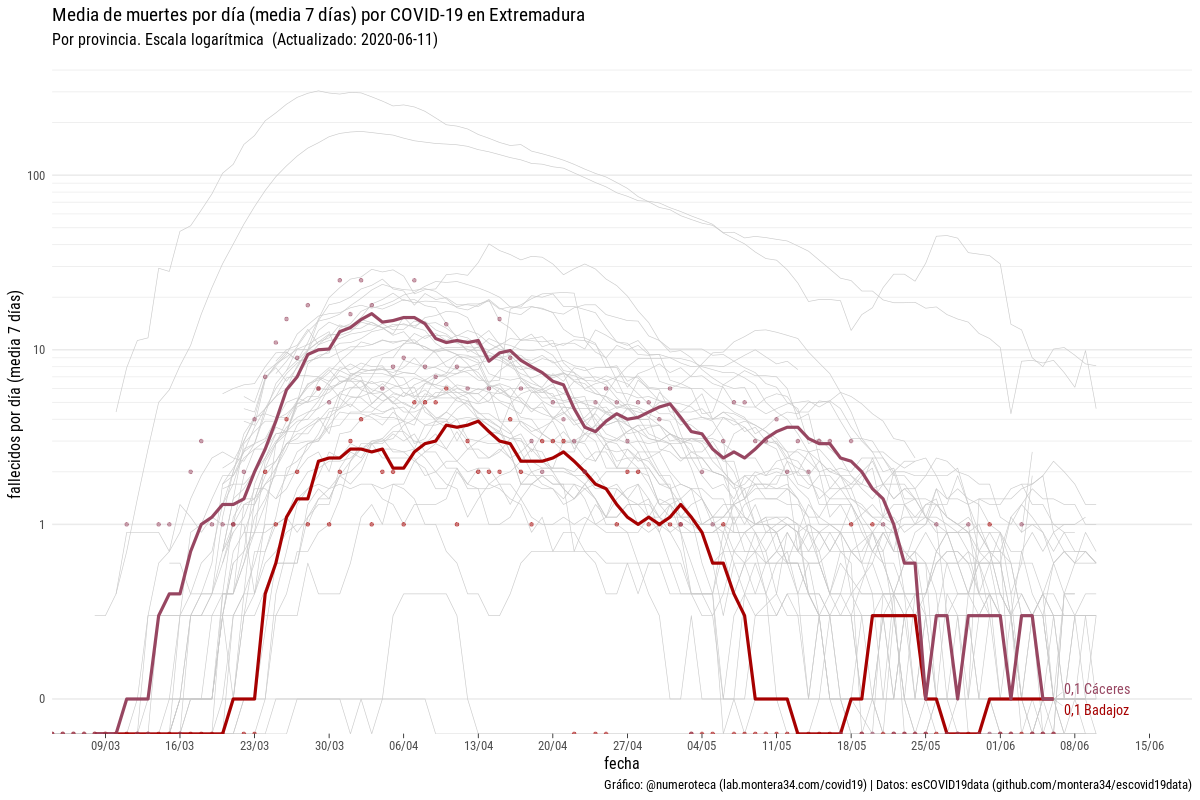 Media de muertes por día (media 7 días) por COVID-19 en Extremadura
Por provincia. Escala logarítmica (Actualizado: 2020-06-11)
fallecidos por día (media 7 días)
100
10
1
0
0,1 Cáceres
0,1 Badajoz
09/03 16/03 23/03 30/03 06/04 13/04 20/04 27/04 04/05 11/05 18/05 25/05 01/06 08/06 15/06
fecha
Gráfico: @numeroteca (lab.montera34.com/covid19) | Datos: esCOVID19data (github.com/montera34/escovid19data)